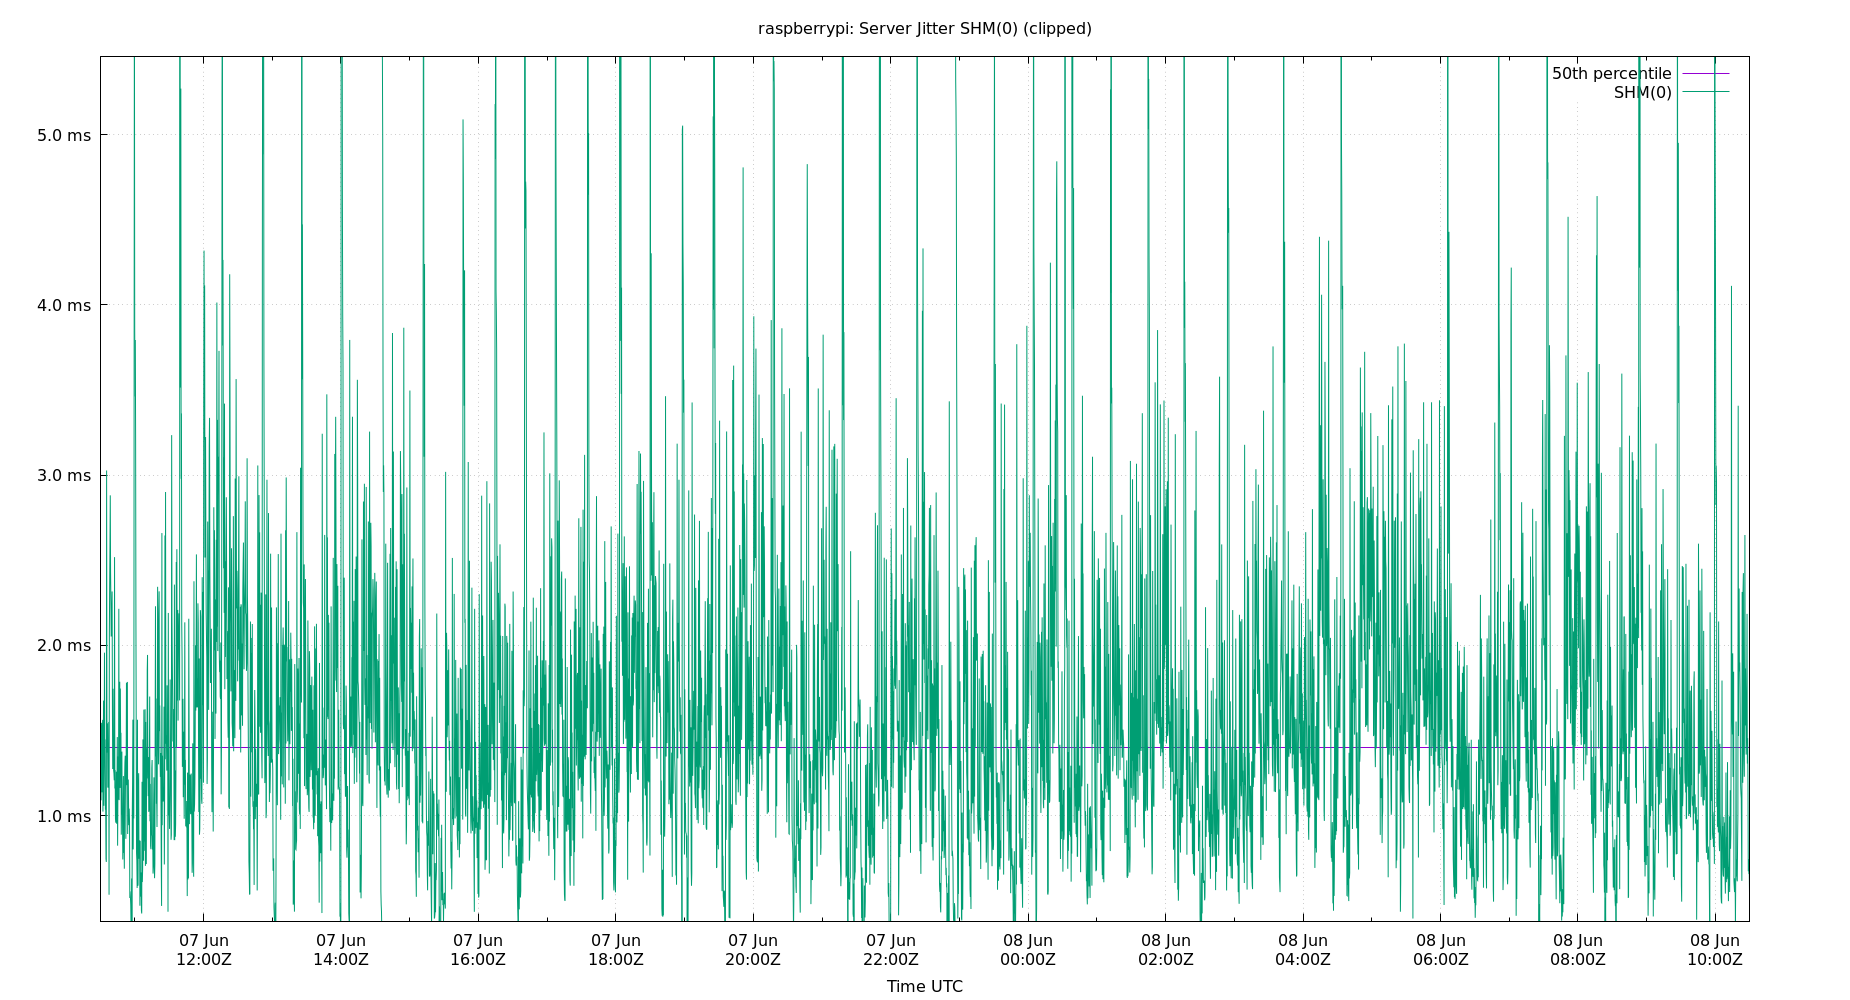 raspberrypi: Server Jitter SHM(0) (clipped)
50th percentile
SHM(0)
5.0 ms
4.0 ms
3.0 ms
2.0 ms
1.0 ms
07 Jun 07 Jun 07 Jun 07 Jun 07 Jun 07 Jun 08 Jun 08 Jun 08 Jun 08 Jun 08 Jun 08 Jun
12:00Z 14:00Z 16:00Z 18:00Z 20:00Z 22:00Z 00:00Z 02:00Z 04:00Z 06:00Z 08:00Z 10:00Z
Time UTC